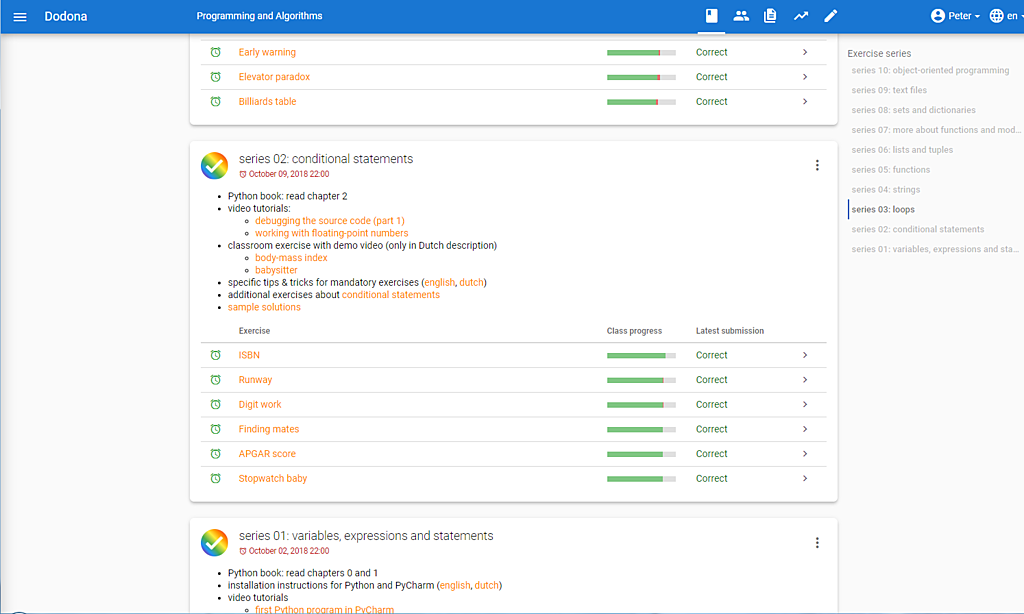 Dodona
Programming and Algorithms
Peter
en
Early warning Correct
Elevator paradox Correct
Billiards table Correct
series 02: conditional statements
October 09, 2018 22:00
Python book: read chapter 2
video tutorials:
debugging the source code (part 1)
working with floating-point numbers
classroom exercise with demo video (only in Dutch description)
body-mass index
babysitter
specific tips & tricks for mandatory exercises (english, dutch)
additional exercises about conditional statements
sample solutions
Exercise Class progress Latest submission
ISBN Correct
Runway Correct
Digit work Correct
Finding mates Correct
APGAR score Correct
Stopwatch baby Correct
series 01: variables, expressions and statements
October 02, 2018 22:00
Python book: read chapters 0 and 1
installation instructions for Python and PyCharm (english, dutch)
video tutorials
first Python program in PyCharm
Exercise series
series 10: object-oriented programming
series 09: text files
series 08: sets and dictionaries
series 07: more about functions and mod...
series 06: lists and tuples
series 05: functions
series 04: strings
series 03: loops
series 02: conditional statements
series 01: variables, expressions and sta...